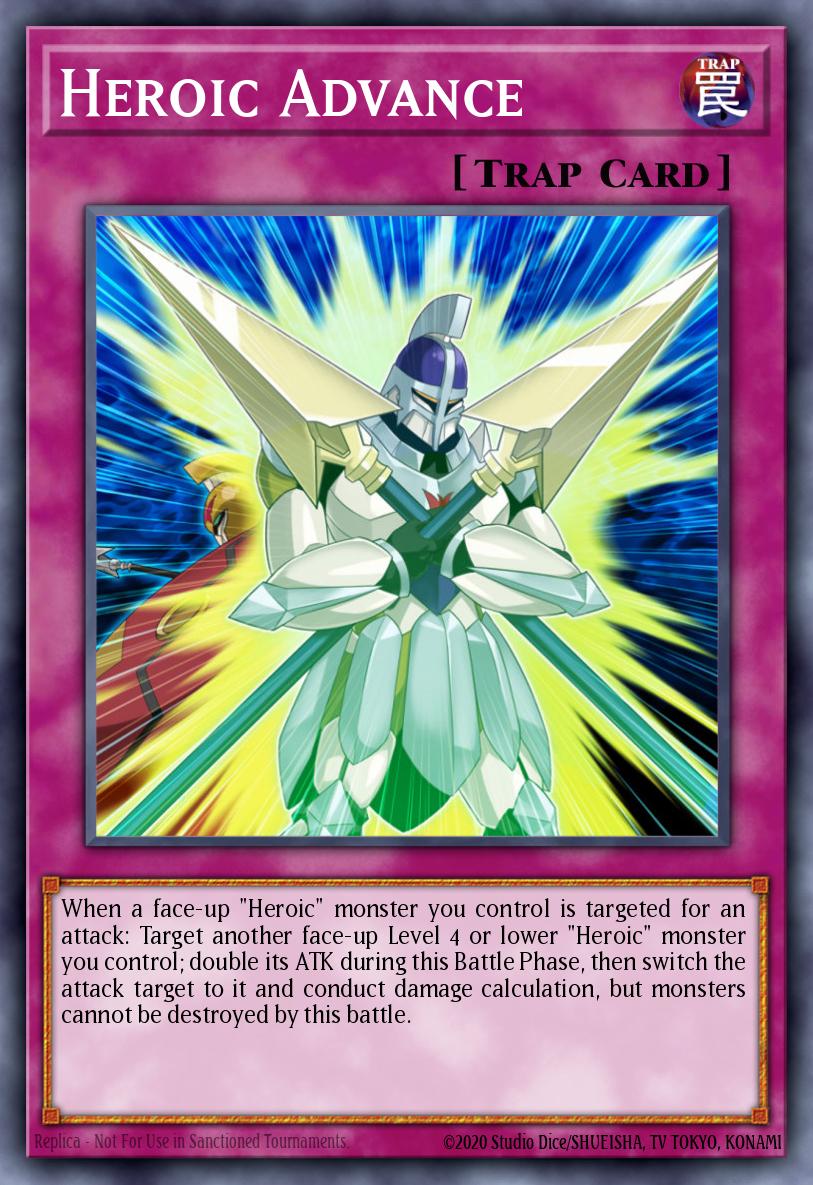 Heroic Advance
TRAP
罠
[Trap Card]
When a face-up "Heroic" monster you control is targeted for an
attack: Target another face-up Level 4 or lower "Heroic" monster
you control; double its ATK during this Battle Phase, then switch the
attack target to it and conduct damage calculation, but monsters
cannot be destroyed by this battle.
Replica - Not For Use in Sanctioned Tournaments.
©2020 Studio Dice/SHUEISHA, TV TOKYO, KONAMI